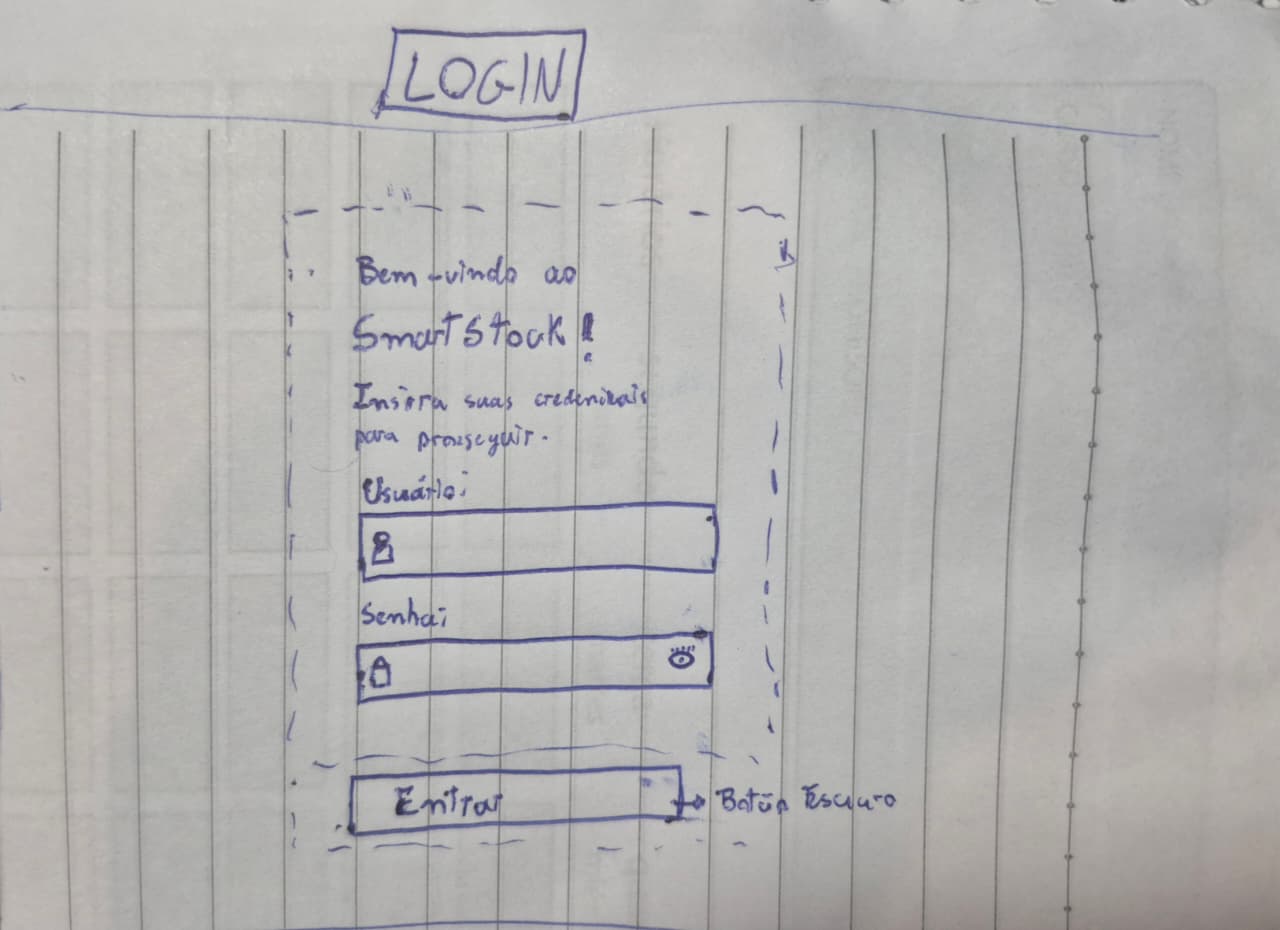 LOGIN
Bem-vindo ao
SmartStock!
Insira suas credenciais
para prosseguir.
Usuário:
Senha:
Entrar
Botão Escuro